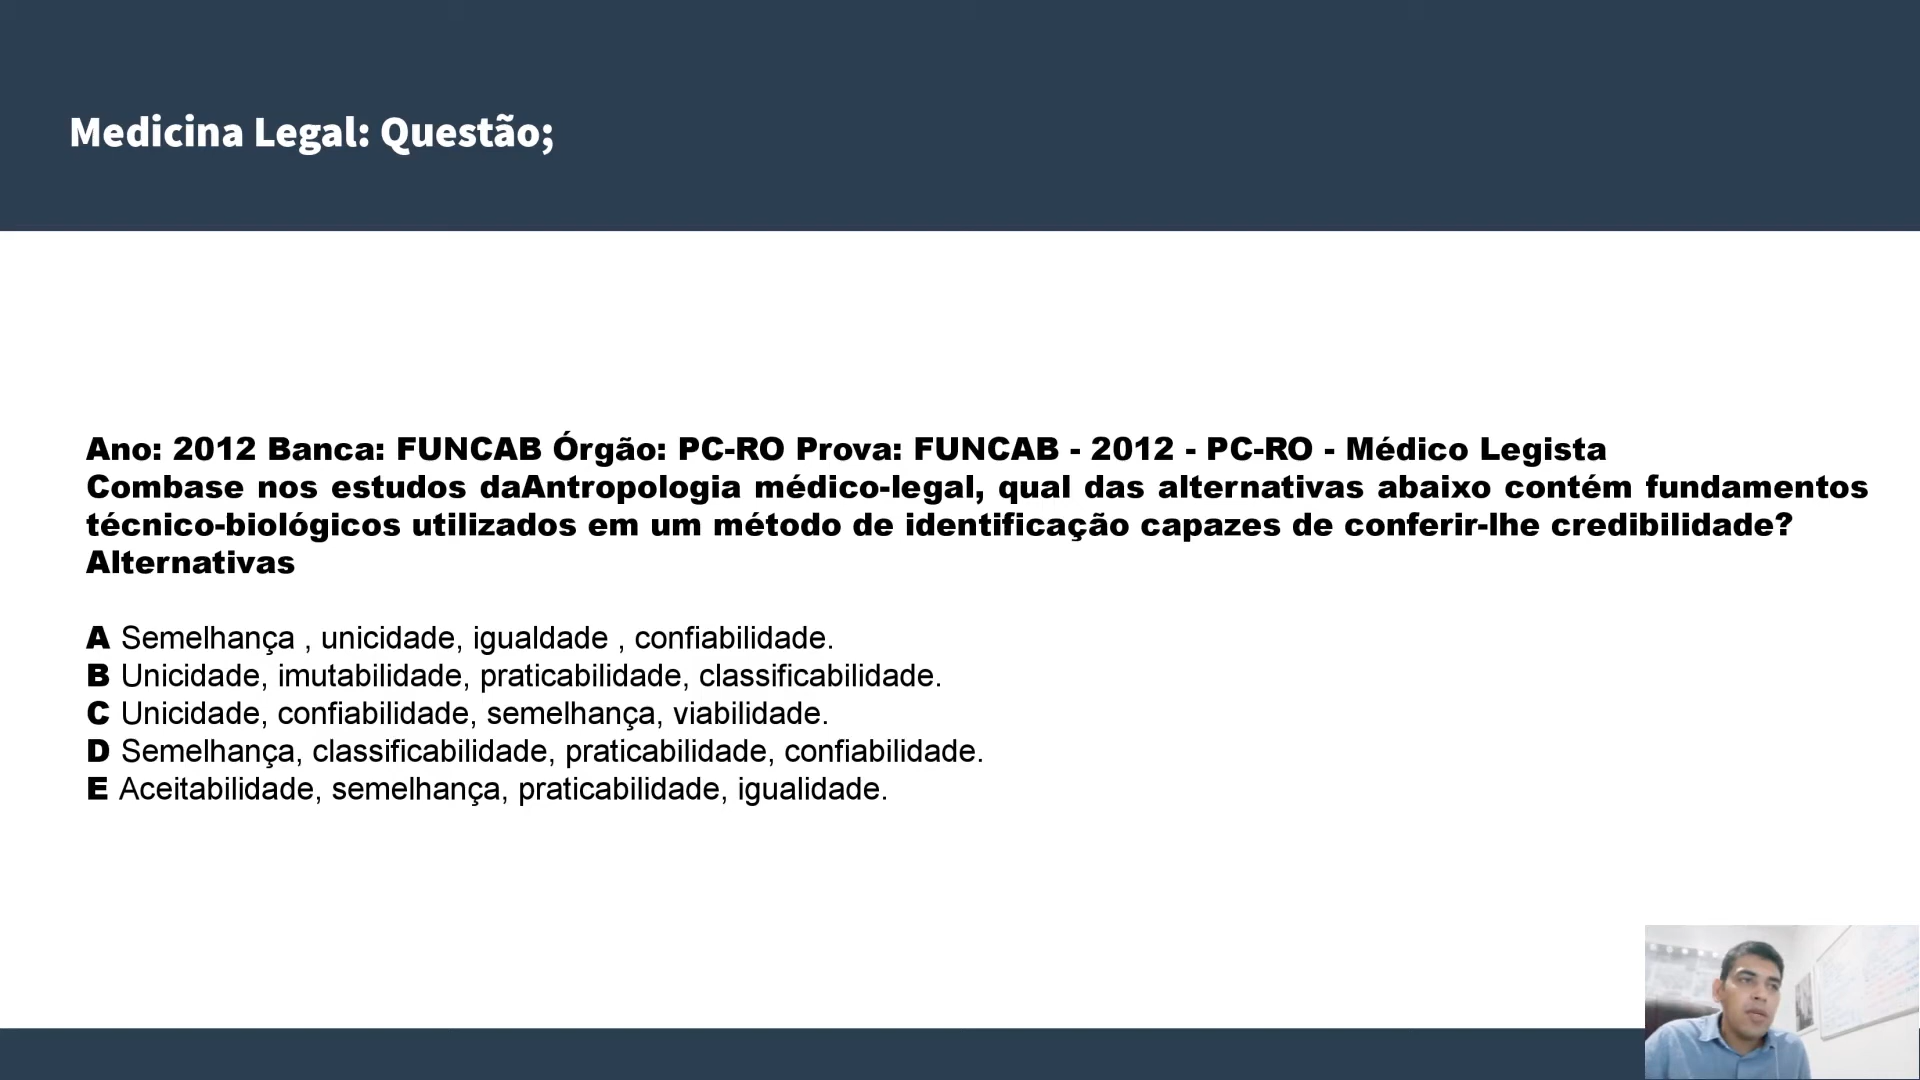 Medicina Legal: Questão;
Ano: 2012 Banca: FUNCAB Órgão: PC-RO Prova: FUNCAB - 2012 - PC-RO - Médico Legista
Combase nos estudos daAntropologia médico-legal, qual das alternativas abaixo contém fundamentos
técnico-biológicos utilizados em um método de identificação capazes de conferir-lhe credibilidade?
Alternativas
A Semelhança , unicidade, igualdade , confiabilidade.
B Unicidade, imutabilidade, praticabilidade, classificabilidade.
C Unicidade, confiabilidade, semelhança, viabilidade.
D Semelhança, classificabilidade, praticabilidade, confiabilidade.
E Aceitabilidade, semelhança, praticabilidade, igualidade.